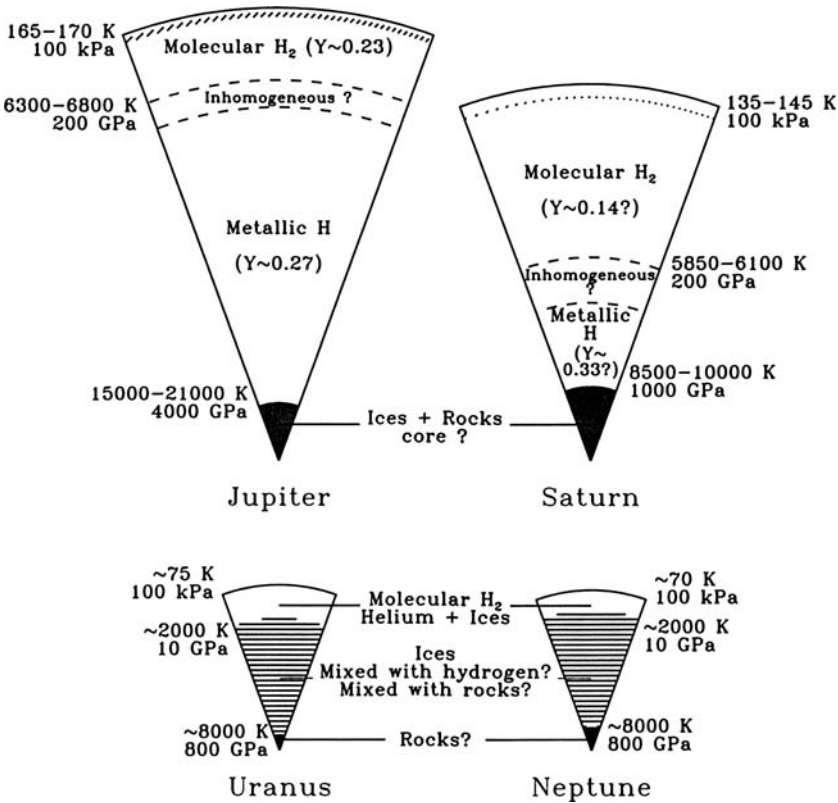 165–170 K
100 kPa
Molecular H₂ (Y~0.23)
6300–6800 K
200 GPa
Inhomogeneous ?
Metallic H
(Y~0.27)
15000–21000 K
4000 GPa
135–145 K
100 kPa
Molecular H₂
(Y~0.14?)
5850–6100 K
200 GPa
Inhomogeneous
?
Metallic
H
(Y~
0.33?)
8500–10000 K
1000 GPa
Ices + Rocks
core ?
Jupiter
Saturn
~75 K
100 kPa
~2000 K
10 GPa
~8000 K
800 GPa
Molecular H₂
Helium + Ices
Ices
Mixed with hydrogen?
Mixed with rocks?
Rocks?
~70 K
100 kPa
~2000 K
10 GPa
~8000 K
800 GPa
Uranus
Neptune